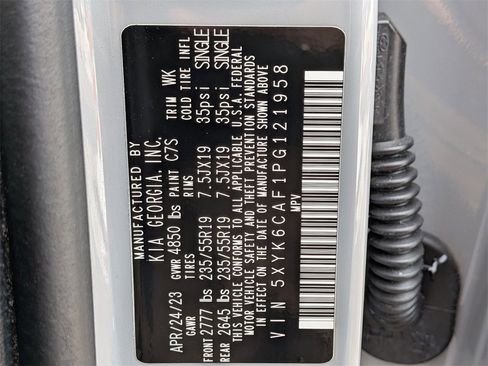 MANUFACTURED BY
KIA GEORGIA, INC.
APR/24/23 GVWR 4850 lbs PAINT C7S TRIM WK
GAWR TIRES RIMS COLD TIRE INFL
FRONT 2777 lbs 235/55R19 7.5JX19 35psi SINGLE
REAR 2645 lbs 235/55R19 7.5JX19 35psi SINGLE
THIS VEHICLE CONFORMS TO ALL APPLICABLE U.S.A. FEDERAL
MOTOR VEHICLE SAFETY AND THEFT PREVENTION STANDARDS
IN EFFECT ON THE DATE OF MANUFACTURE SHOWN ABOVE
VIN 5XYK6CAF1PG121958
MPV